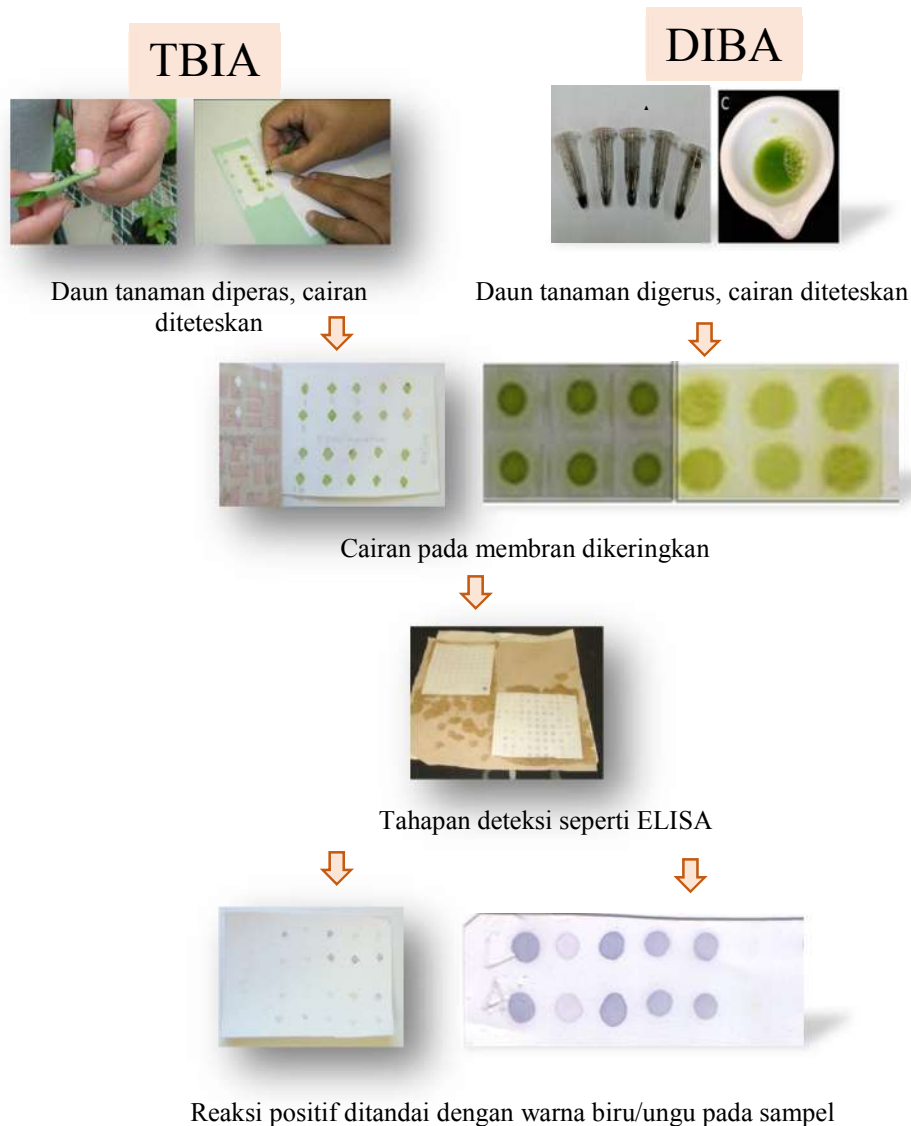 TBIA
DIBA
C
Daun tanaman diperas, cairan
diteteskan
Daun tanaman digerus, cairan diteteskan
Cairan pada membran dikeringkan
Tahapan deteksi seperti ELISA
Reaksi positif ditandai dengan warna biru/ungu pada sampel